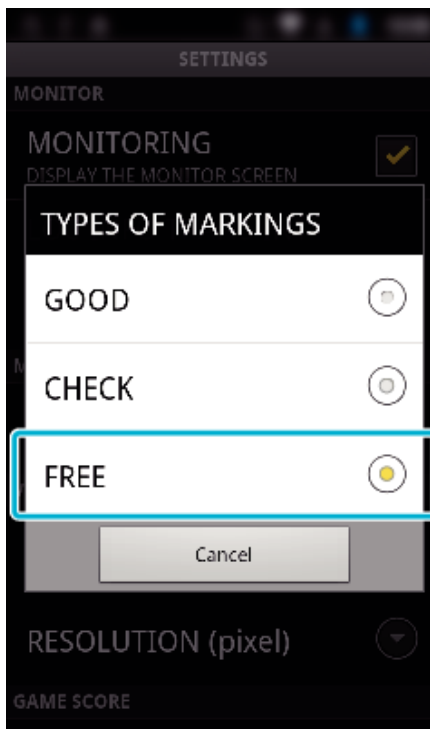 SETTINGS
MONITOR
MONITORING
DISPLAY THE MONITOR SCREEN
TYPES OF MARKINGS
GOOD
CHECK
FREE
Cancel
RESOLUTION (pixel)
GAME SCORE